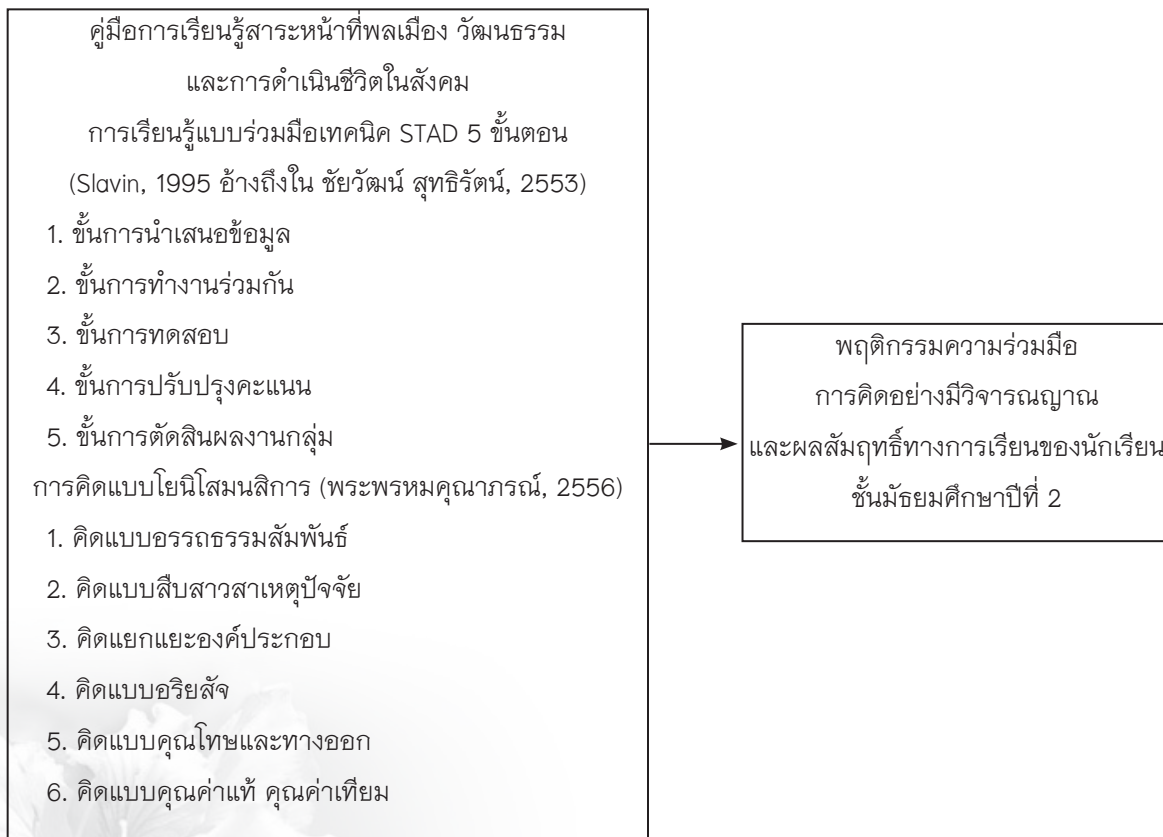 คู่มือการเรียนรู้สาระหน้าที่พลเมือง วัฒนธรรม
และการดำเนินชีวิตในสังคม
การเรียนรู้แบบร่วมมือเทคนิค STAD 5 ขั้นตอน
(Slavin, 1995 อ้างถึงใน ชัยวัฒน์ สุทธิรัตน์, 2553)
1. ขั้นการนำเสนอข้อมูล
2. ขั้นการทำงานร่วมกัน
3. ขั้นการทดสอบ
4. ขั้นการปรับปรุงคะแนน
5. ขั้นการตัดสินผลงานกลุ่ม
การคิดแบบโยนิโสมนสิการ (พระพรหมคุณาภรณ์, 2556)
1. คิดแบบอรรถธรรมสัมพันธ์
2. คิดแบบสืบสาวสาเหตุปัจจัย
3. คิดแยกแยะองค์ประกอบ
4. คิดแบบอริยสัจ
5. คิดแบบคุณโทษและทางออก
6. คิดแบบคุณค่าแท้ คุณค่าเทียม
พฤติกรรมความร่วมมือ
การคิดอย่างมีวิจารณญาณ
และผลสัมฤทธิ์ทางการเรียนของนักเรียน
ชั้นมัธยมศึกษาปีที่ 2